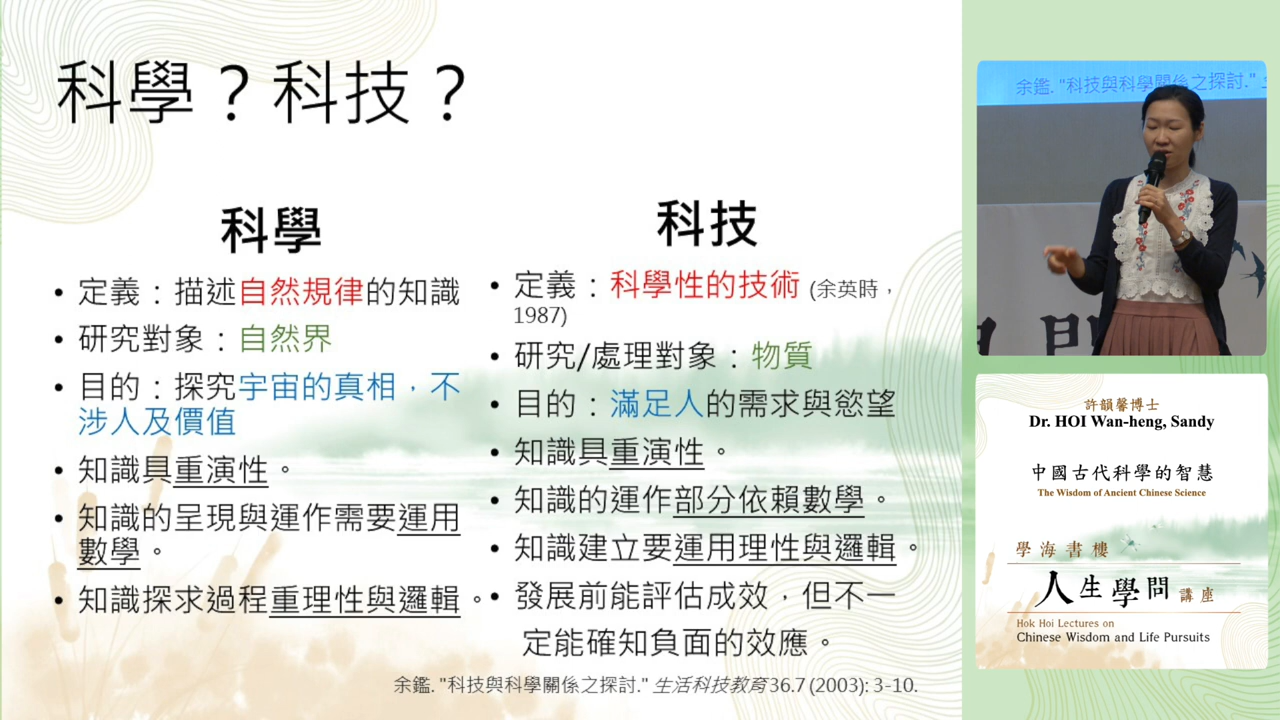 科學？科技？
科學
• 定義：描述自然規律的知識
• 研究對象：自然界
• 目的：探究宇宙的真相，不
涉人及價值
• 知識具重演性。
• 知識的呈現與運作需要運用
數學。
• 知識探求過程重理性與邏輯。
科技
• 定義：科學性的技術 (余英時，
1987)
• 研究/處理對象：物質
• 目的：滿足人的需求與慾望
• 知識具重演性。
• 知識的運作部分依賴數學。
• 知識建立要運用理性與邏輯。
• 發展前能評估成效，但不一
定能確知負面的效應。
余鑑. "科技與科學關係之探討." 生活科技教育 36.7 (2003): 3-10.
余鑑. "科技與科學關係之探討."
許韻馨博士
Dr. HOI Wan-heng, Sandy
中國古代科學的智慧
The Wisdom of Ancient Chinese Science
學海書樓
人生學問講座
Hok Hoi Lectures on
Chinese Wisdom and Life Pursuits